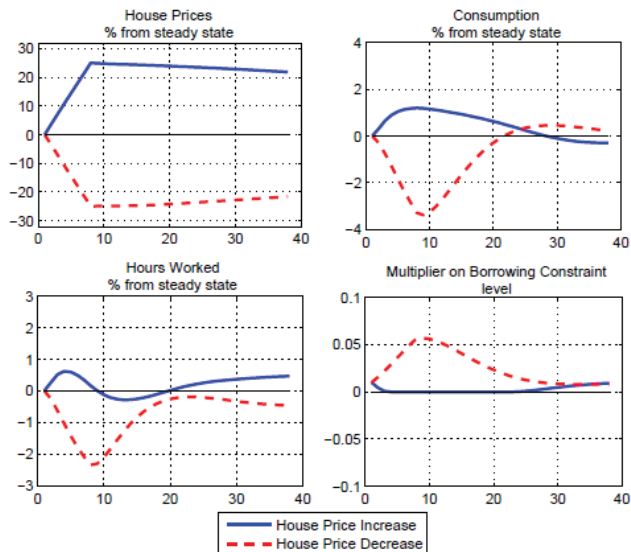 House Prices
% from steady state
30
20
10
0
−10
−20
−30
0 10 20 30 40
Consumption
% from steady state
4
2
0
−2
−4
0 10 20 30 40
Hours Worked
% from steady state
3
2
1
0
−1
−2
−3
0 10 20 30 40
Multiplier on Borrowing Constraint
level
0.1
0.05
0
−0.05
−0.1
0 10 20 30 40
House Price Increase
House Price Decrease